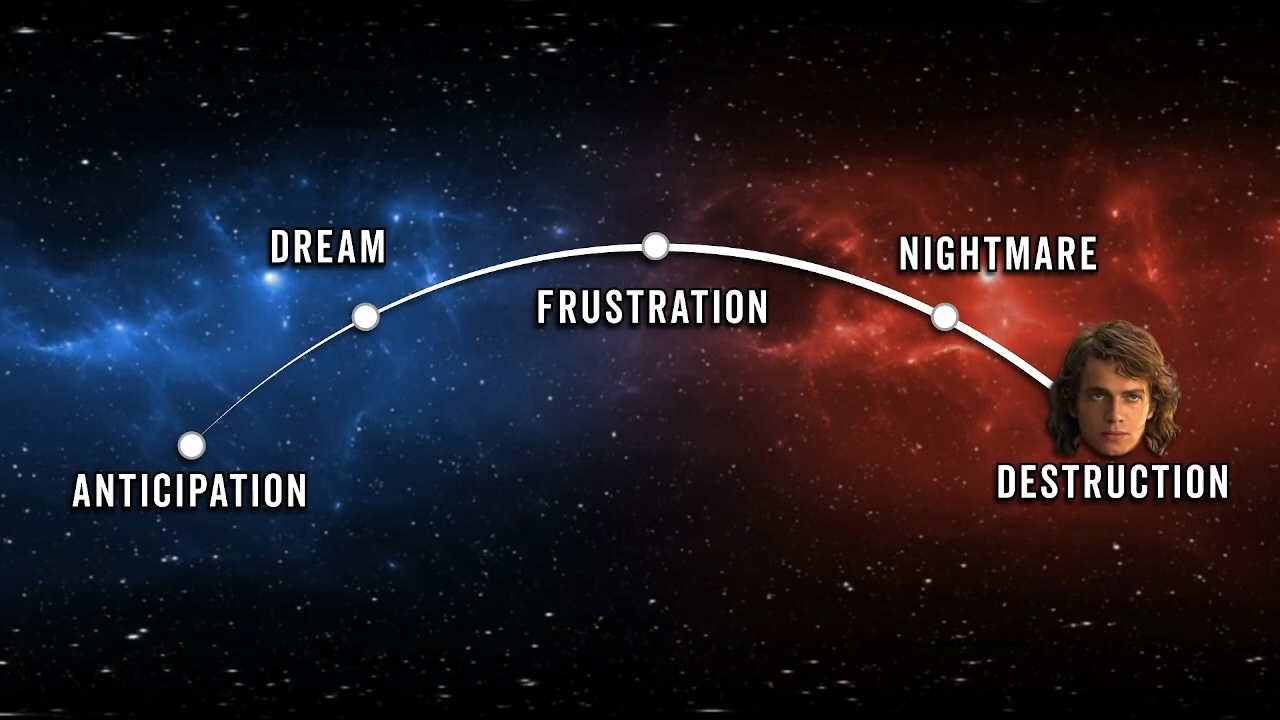 DREAM
NIGHTMARE
FRUSTRATION
ANTICIPATION
DESTRUCTION